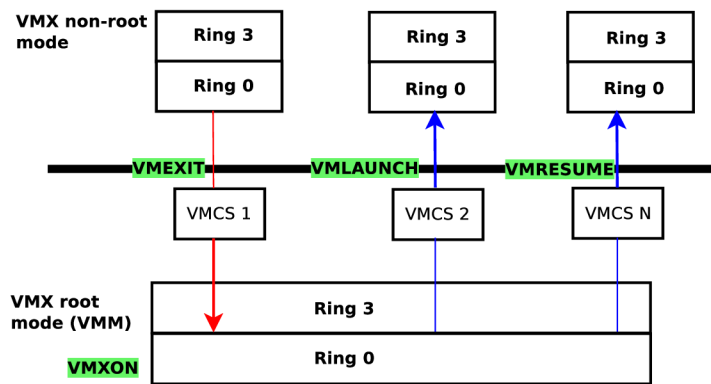 VMX non-root
mode
Ring 3
Ring 0
Ring 3
Ring 0
Ring 3
Ring 0
VMEXIT
VMLAUNCH
VMRESUME
VMCS 1
VMCS 2
VMCS N
VMX root
mode (VMM)
Ring 3
VMXON
Ring 0